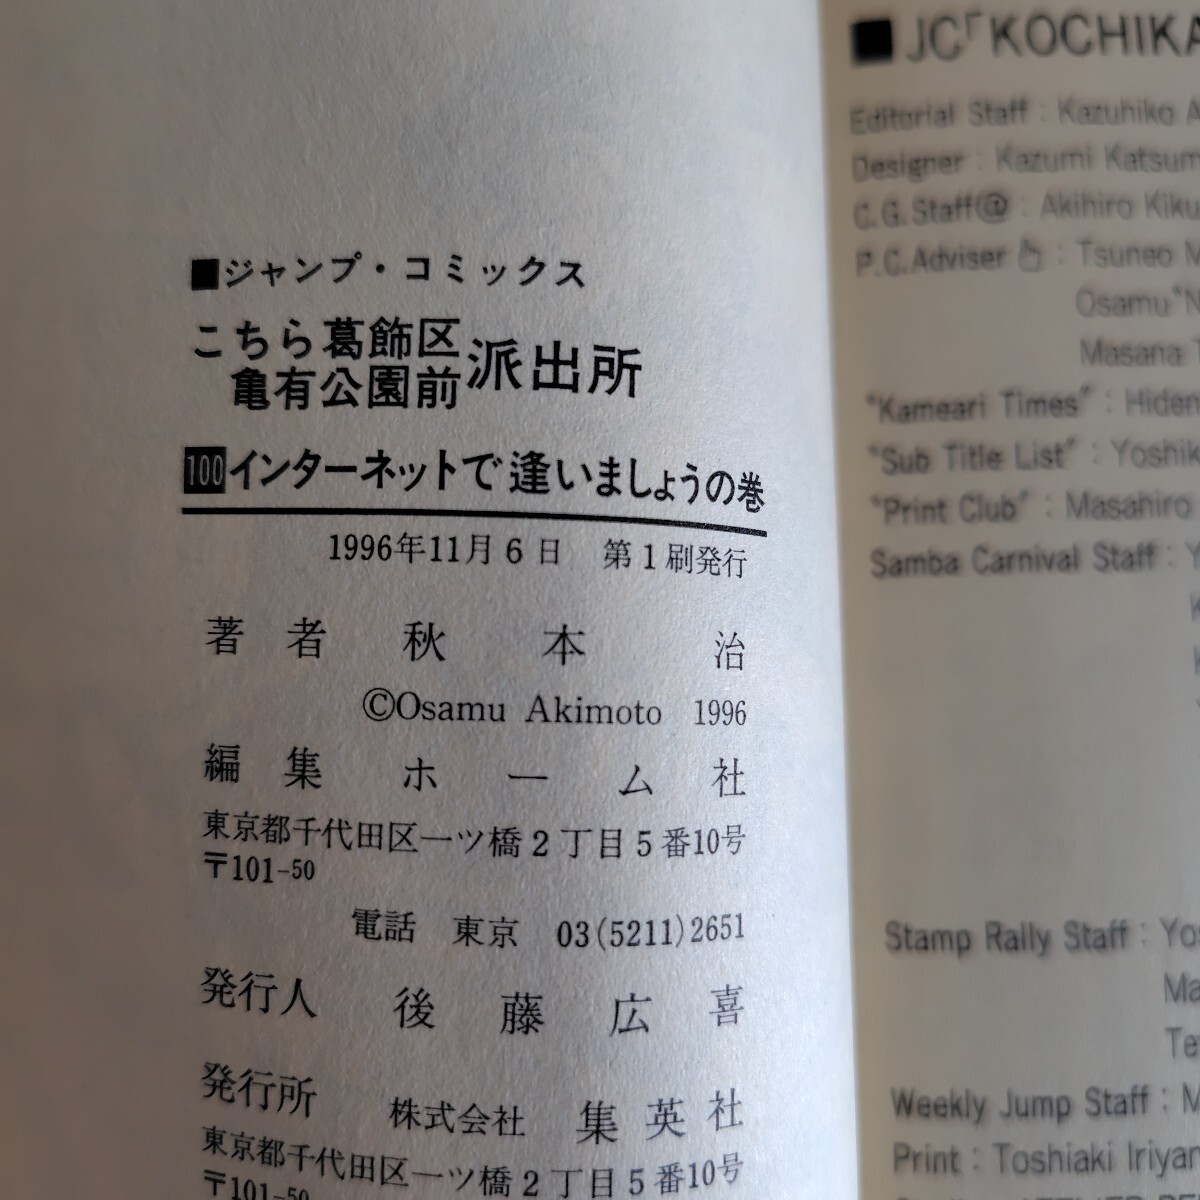 ■ジャンプ・コミックス
こちら葛飾区亀有公園前派出所
100インターネットで逢いましょうの巻
1996年11月6日 第1刷発行
著者 秋本治
©Osamu Akimoto 1996
編集 ホーム社
東京都千代田区一ツ橋2丁目5番10号
〒101-50
電話 東京 03(5211)2651
発行人 後藤広喜
発行所 株式会社 集英社
東京都千代田区一ツ橋2丁目5番10号
〒101-50
■JC「KOCHIKA
Editorial Staff : Kazuhiko A
Designer : Kazumi Katsum
C.G.Staff@ : Akihiro Kiku
P.C.Adviser : Tsuneo M
Osamu"N
Masana T
"Kameari Times" : Hiden
"Sub Title List" : Yoshik
"Print Club" : Masahiro
Samba Carnival Staff : Y
Stamp Rally Staff : Yos
Ma
Te
Weekly Jump Staff : M
Print : Toshiaki Iriyan